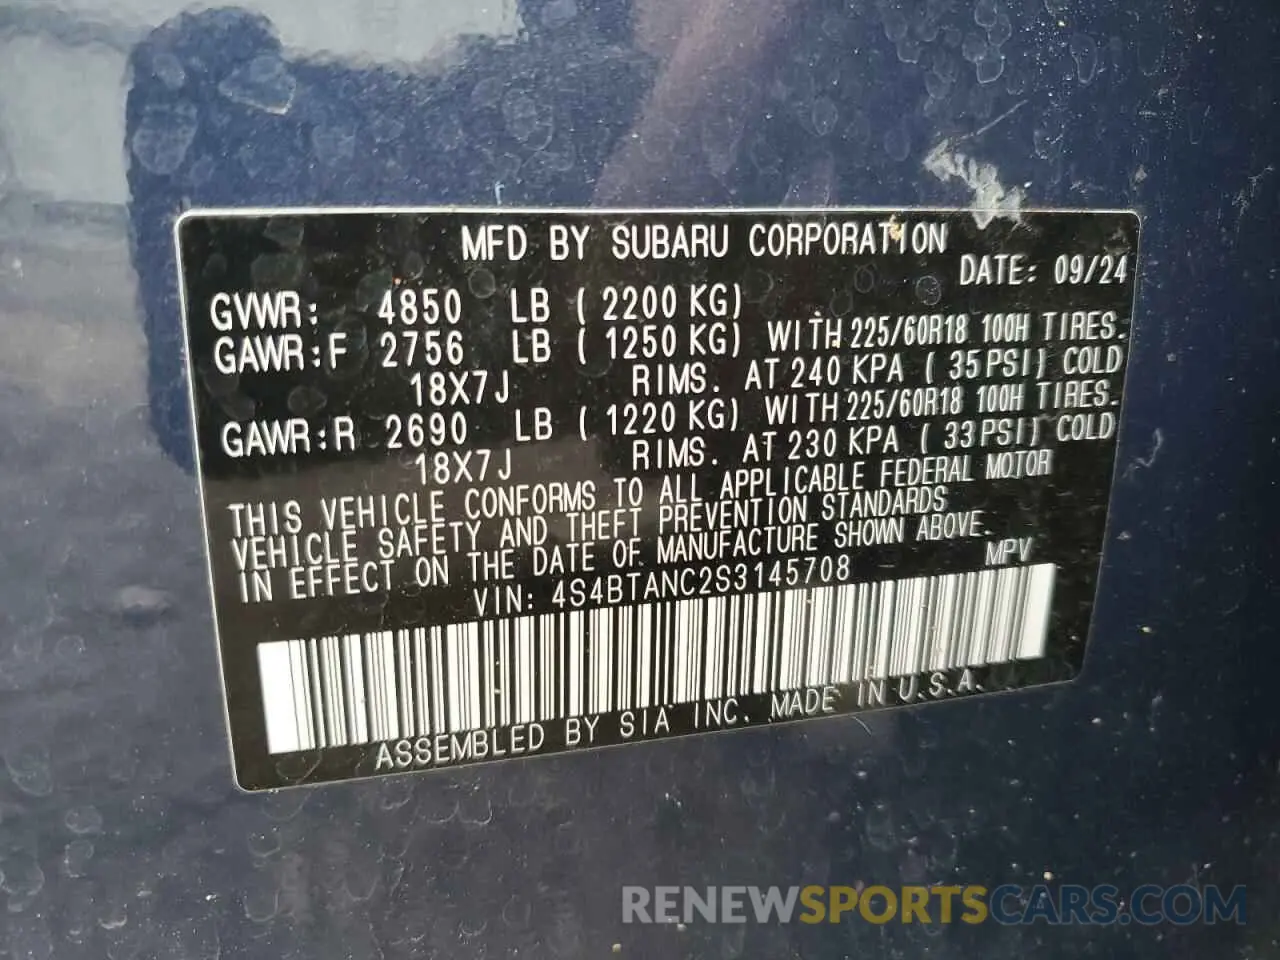 MFD BY SUBARU CORPORATION
DATE: 09/24
GVWR: 4850 LB ( 2200 KG)
GAWR:F 2756 LB ( 1250 KG) WITH 225/60R18 100H TIRES.
18X7J RIMS. AT 240 KPA ( 35PSI) COLD
GAWR:R 2690 LB ( 1220 KG) WITH 225/60R18 100H TIRES.
18X7J RIMS. AT 230 KPA ( 33PSI) COLD
THIS VEHICLE CONFORMS TO ALL APPLICABLE FEDERAL MOTOR
VEHICLE SAFETY AND THEFT PREVENTION STANDARDS
IN EFFECT ON THE DATE OF MANUFACTURE SHOWN ABOVE.
VIN: 4S4BTANC2S3145708 MPV
ASSEMBLED BY SIA INC. MADE IN U.S.A.
RENEWSPORTSCARS.COM